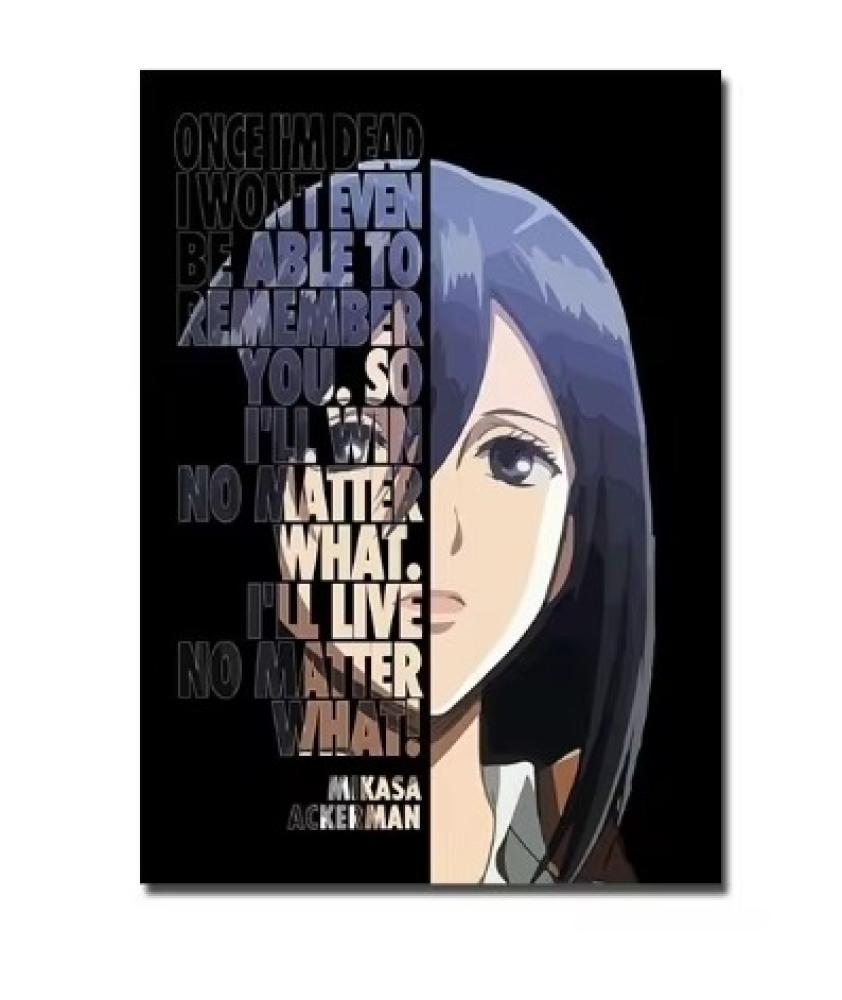 ONCE I'M DEAD
I WON'T EVEN
BE ABLE TO
REMEMBER
YOU. SO
I'LL WIN
NO MATTER
WHAT.
I'LL LIVE
NO MATTER
WHAT!
MIKASA
ACKERMAN